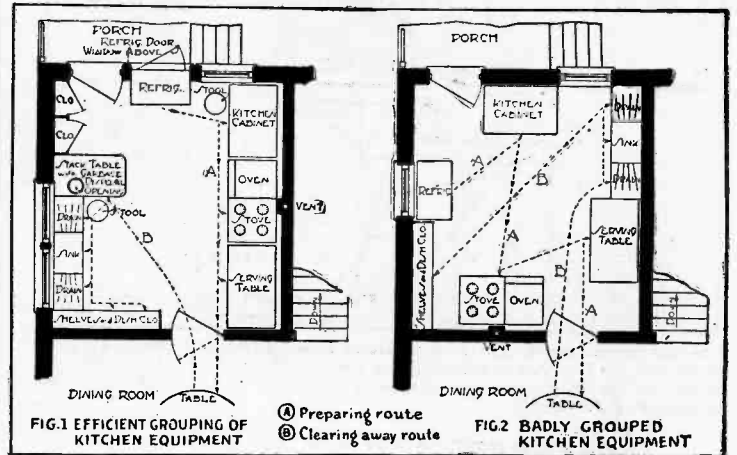 PORCH
REFRIG. DOOR
WINDOW ABOVE
REFRIG.
STOOL
CLO
CLO.
KITCHEN
CABINET
A
STACK TABLE
WITH GARBAGE
DISPOSAL
OPENING
OVEN
DRAIN
STOOL
STOVE
VENT
B
SINK
DRAIN
SERVING
TABLE
SHELVES AND DISH CLO
DOWN
DINING ROOM
TABLE
FIG.1 EFFICIENT GROUPING OF
KITCHEN EQUIPMENT
PORCH
KITCHEN
CABINET
DRAIN
SINK
DRAIN
A
B
REFRIG
SERVING
TABLE
A
B
A
SHELVES AND DISH CLO.
STOVE
OVEN
VENT
DOWN
DINING ROOM
TABLE
FIG.2 BADLY GROUPED
KITCHEN EQUIPMENT
Ⓐ Preparing route
Ⓑ Clearing away route